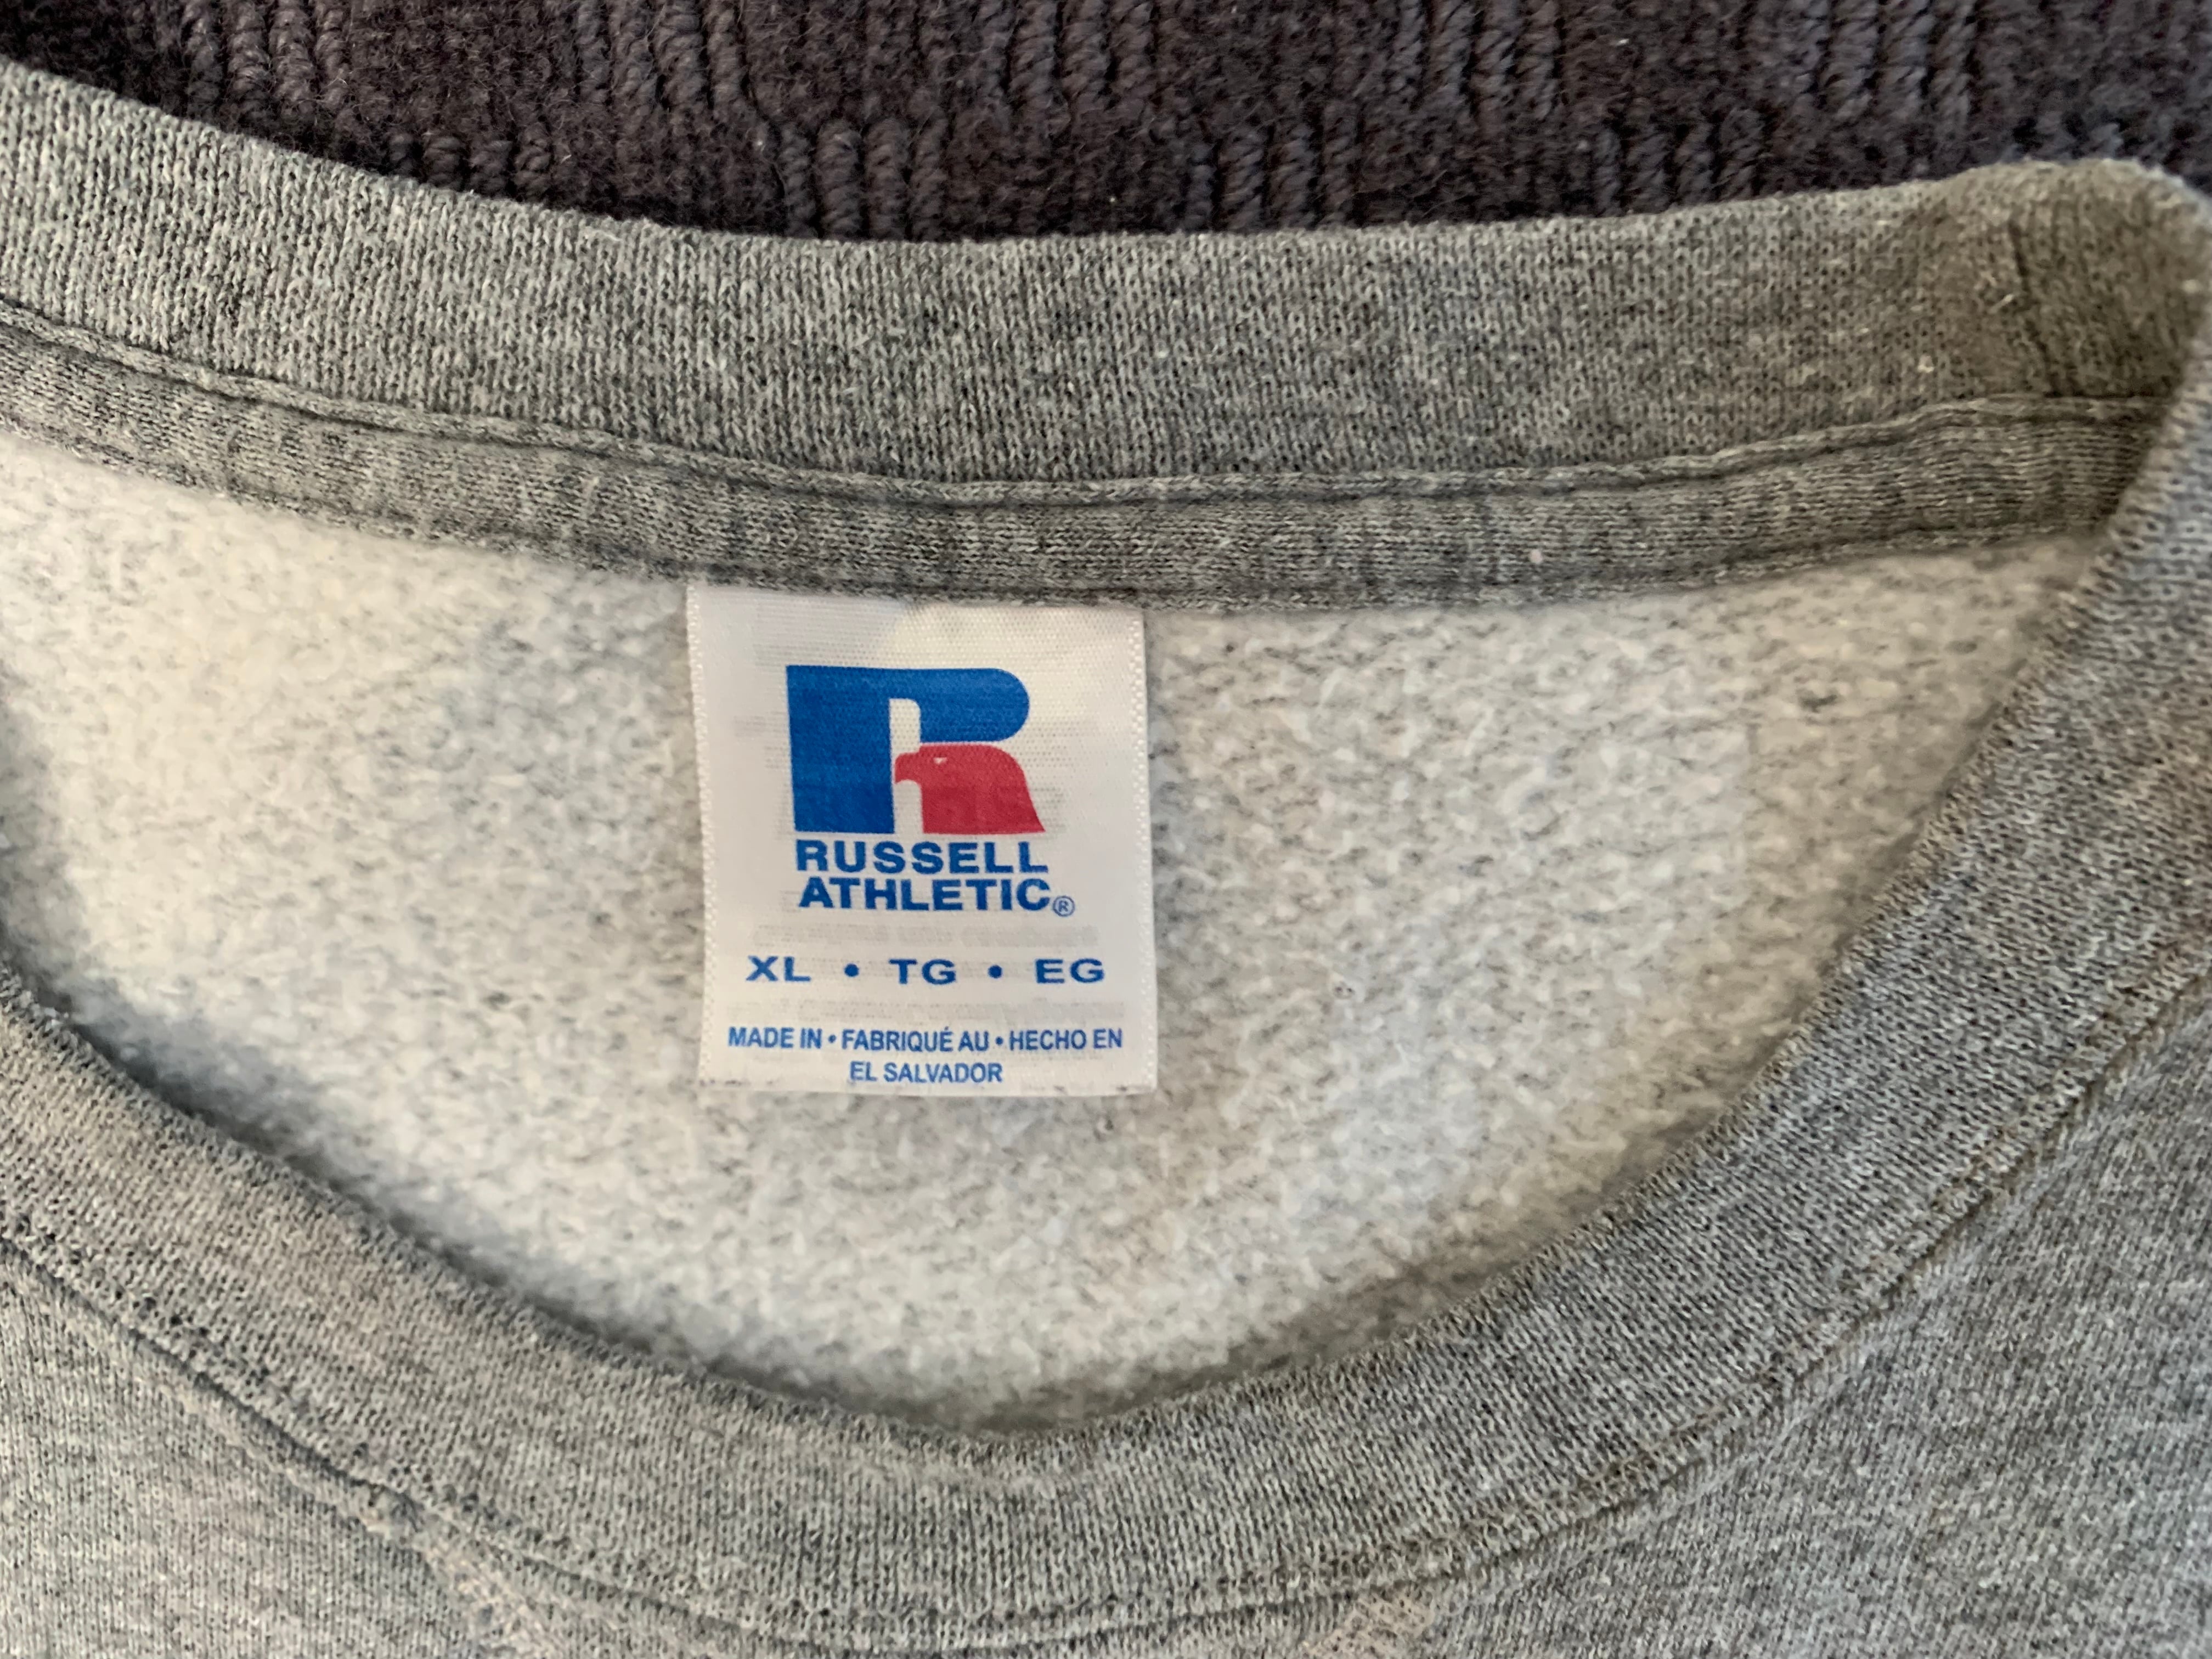 R
RUSSELL
ATHLETIC®
XL • TG • EG
MADE IN • FABRIQUÉ AU • HECHO EN
EL SALVADOR